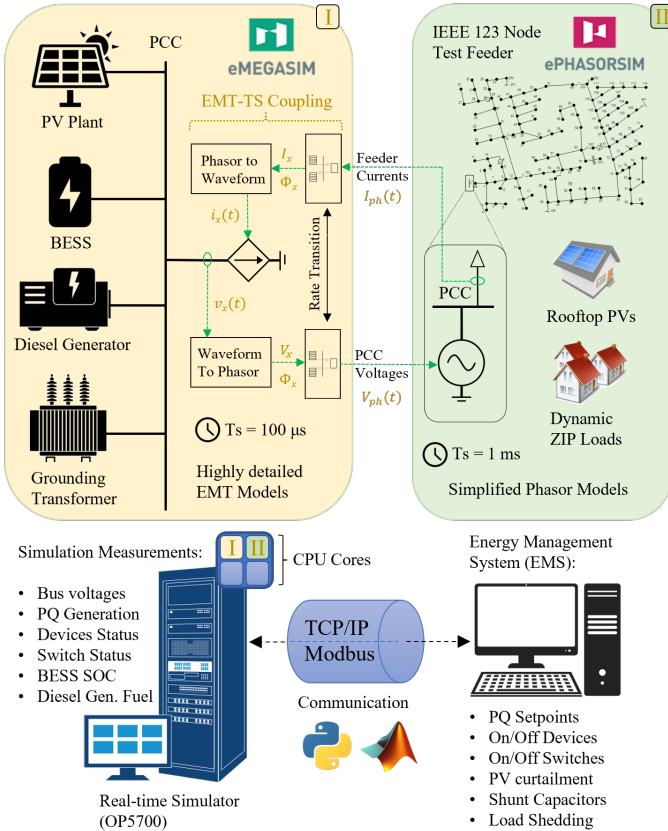 I
PCC
eMEGASIM
EMT-TS Coupling
PV Plant
Phasor to
Waveform
I_x
Φ_x
i_x(t)
BESS
Rate Transition
Diesel Generator
v_x(t)
Waveform
To Phasor
V_x
Φ_x
Grounding
Transformer
Ts = 100 μs
Highly detailed
EMT Models
Feeder
Currents
I_ph(t)
PCC
Voltages
V_ph(t)
II
IEEE 123 Node
Test Feeder
ePHASORSIM
PCC
Rooftop PVs
Dynamic
ZIP Loads
Ts = 1 ms
Simplified Phasor Models
Simulation Measurements:
• Bus voltages
• PQ Generation
• Devices Status
• Switch Status
• BESS SOC
• Diesel Gen. Fuel
I II
CPU Cores
Real-time Simulator
(OP5700)
TCP/IP
Modbus
Communication
Energy Management
System (EMS):
• PQ Setpoints
• On/Off Devices
• On/Off Switches
• PV curtailment
• Shunt Capacitors
• Load Shedding